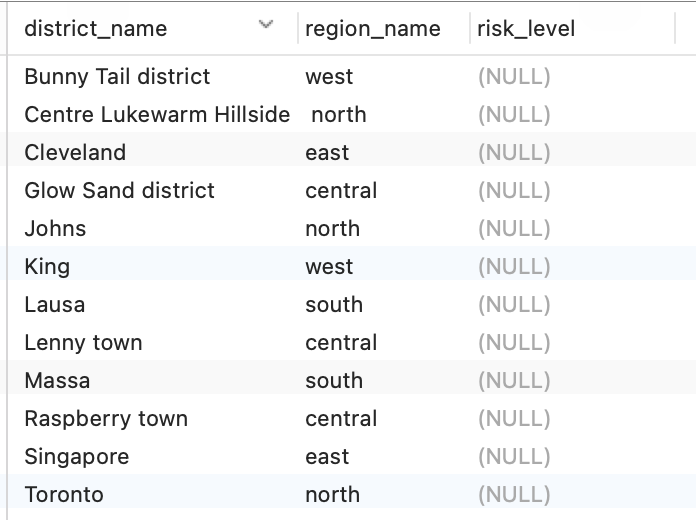 district_name region_name risk_level
Bunny Tail district west (NULL)
Centre Lukewarm Hillside north (NULL)
Cleveland east (NULL)
Glow Sand district central (NULL)
Johns north (NULL)
King west (NULL)
Lausa south (NULL)
Lenny town central (NULL)
Massa south (NULL)
Raspberry town central (NULL)
Singapore east (NULL)
Toronto north (NULL)